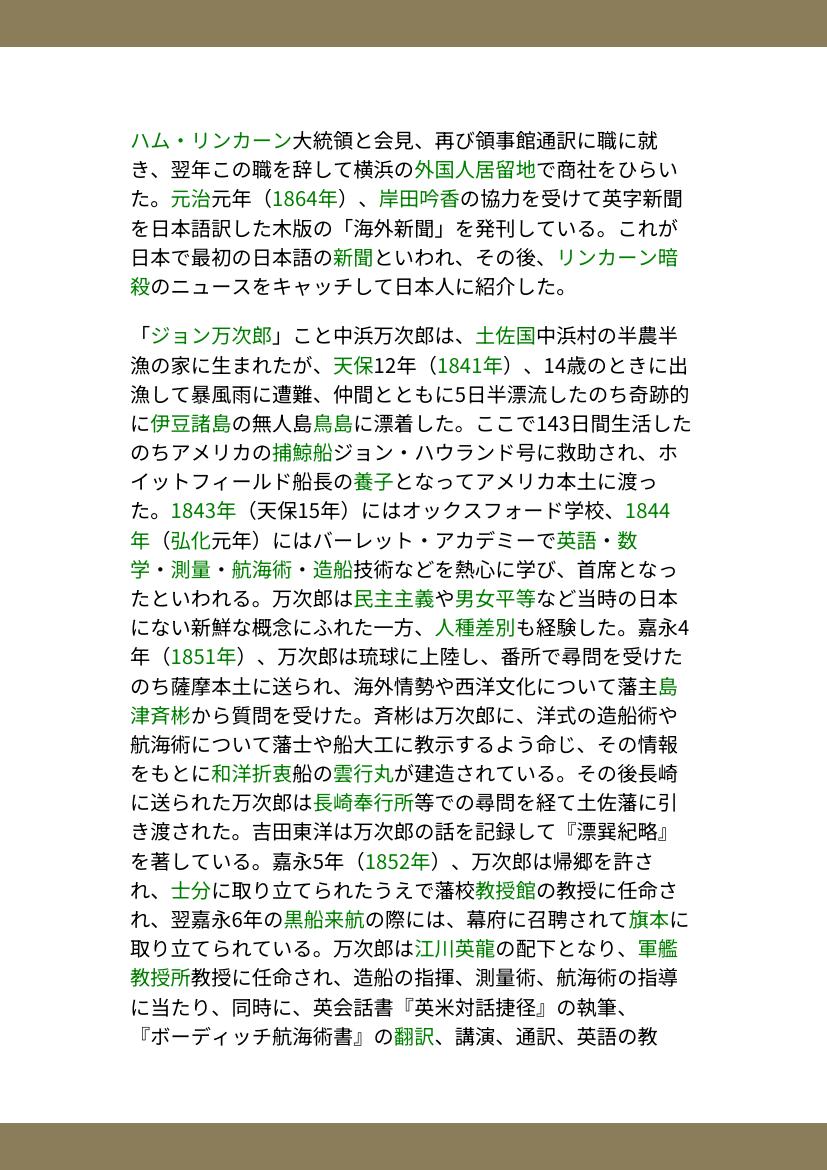 ハム・リンカーン大統領と会見、再び領事館通訳に職に就
き、翌年この職を辞して横浜の外国人居留地で商社をひらい
た。元治元年（1864年）、岸田吟香の協力を受けて英字新聞
を日本語訳した木版の「海外新聞」を発刊している。これが
日本で最初の日本語の新聞といわれ、その後、リンカーン暗
殺のニュースをキャッチして日本人に紹介した。
「ジョン万次郎」こと中浜万次郎は、土佐国中浜村の半農半
漁の家に生まれたが、天保12年（1841年）、14歳のときに出
漁して暴風雨に遭難、仲間とともに5日半漂流したのち奇跡的
に伊豆諸島の無人島鳥島に漂着した。ここで143日間生活した
のちアメリカの捕鯨船ジョン・ハウランド号に救助され、ホ
イットフィールド船長の養子となってアメリカ本土に渡っ
た。1843年（天保15年）にはオックスフォード学校、1844
年（弘化元年）にはバーレット・アカデミーで英語・数
学・測量・航海術・造船技術などを熱心に学び、首席となっ
たといわれる。万次郎は民主主義や男女平等など当時の日本
にない新鮮な概念にふれた一方、人種差別も経験した。嘉永4
年（1851年）、万次郎は琉球に上陸し、番所で尋問を受けた
のち薩摩本土に送られ、海外情勢や西洋文化について藩主島
津斉彬から質問を受けた。斉彬は万次郎に、洋式の造船術や
航海術について藩士や船大工に教示するよう命じ、その情報
をもとに和洋折衷船の雲行丸が建造されている。その後長崎
に送られた万次郎は長崎奉行所等での尋問を経て土佐藩に引
き渡された。吉田東洋は万次郎の話を記録して『漂巽紀略』
を著している。嘉永5年（1852年）、万次郎は帰郷を許さ
れ、士分に取り立てられたうえで藩校教授館の教授に任命さ
れ、翌嘉永6年の黒船来航の際には、幕府に召聘されて旗本に
取り立てられている。万次郎は江川英龍の配下となり、軍艦
教授所教授に任命され、造船の指揮、測量術、航海術の指導
に当たり、同時に、英会話書『英米対話捷径』の執筆、
『ボーディッチ航海術書』の翻訳、講演、通訳、英語の教